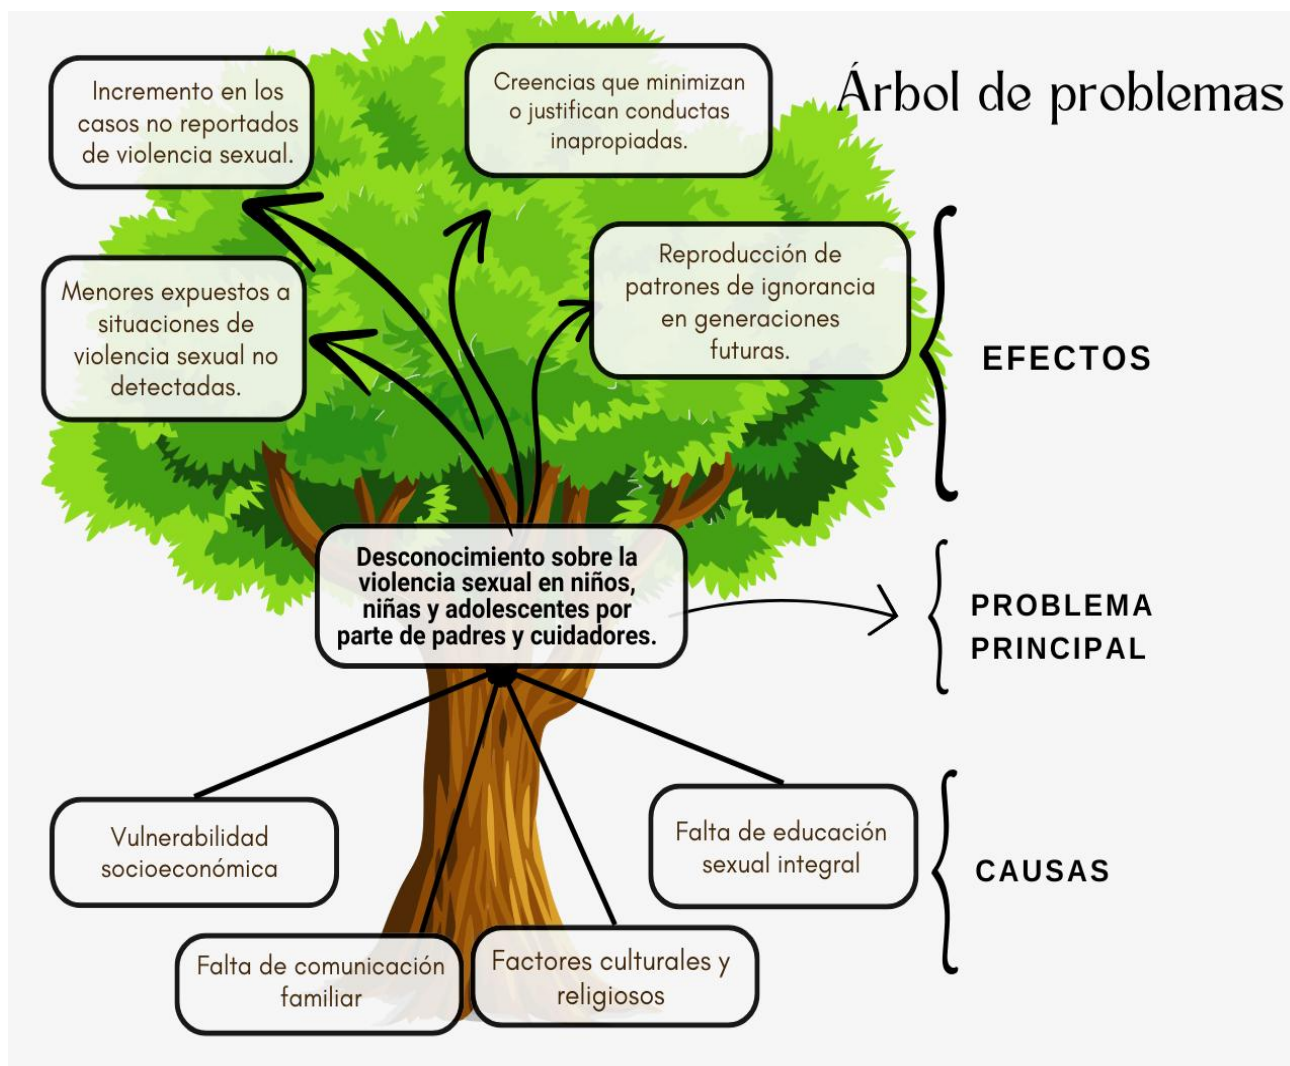 Árbol de problemas
Incremento en los
casos no reportados
de violencia sexual.
Creencias que minimizan
o justifican conductas
inapropiadas.
Menores expuestos a
situaciones de
violencia sexual no
detectadas.
Reproducción de
patrones de ignorancia
en generaciones
futuras.
EFECTOS
Desconocimiento sobre la
violencia sexual en niños,
niñas y adolescentes por
parte de padres y cuidadores.
PROBLEMA
PRINCIPAL
Vulnerabilidad
socioeconómica
Falta de educación
sexual integral
CAUSAS
Falta de comunicación
familiar
Factores culturales y
religiosos